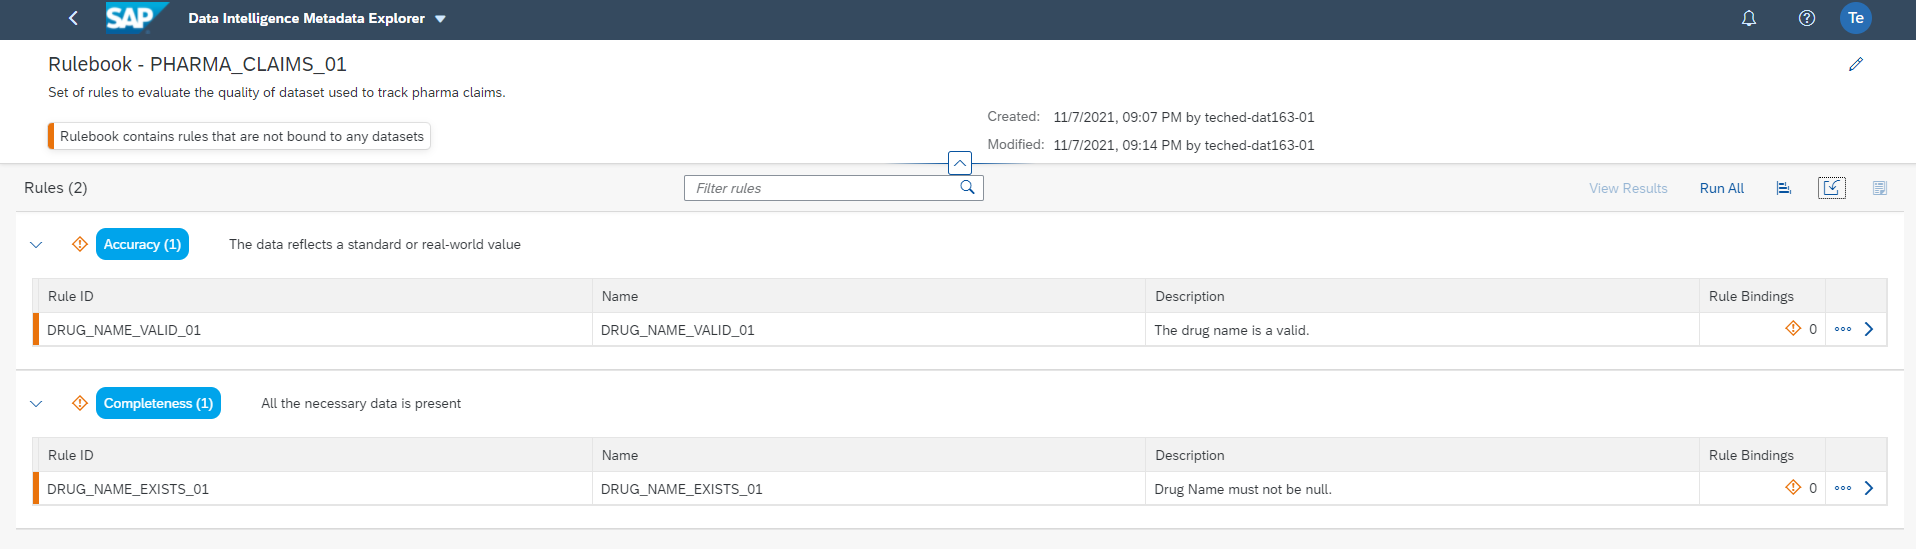 SAP Data Intelligence Metadata Explorer Te
Rulebook - PHARMA_CLAIMS_01
Set of rules to evaluate the quality of dataset used to track pharma claims.
Created: 11/7/2021, 09:07 PM by teched-dat163-01
Rulebook contains rules that are not bound to any datasets
Modified: 11/7/2021, 09:14 PM by teched-dat163-01
Rules (2) Filter rules View Results Run All
Accuracy (1) The data reflects a standard or real-world value
Rule ID Name Description Rule Bindings
DRUG_NAME_VALID_01 DRUG_NAME_VALID_01 The drug name is a valid. 0
Completeness (1) All the necessary data is present
Rule ID Name Description Rule Bindings
DRUG_NAME_EXISTS_01 DRUG_NAME_EXISTS_01 Drug Name must not be null. 0